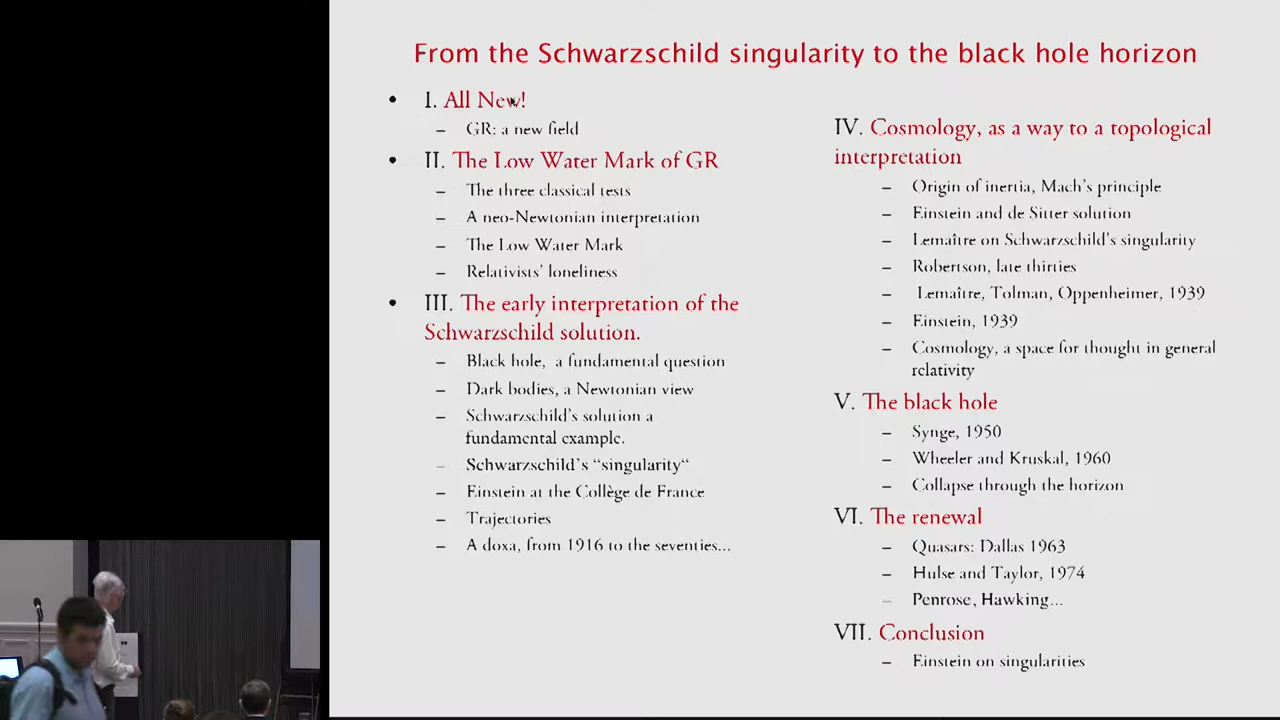 From the Schwarzschild singularity to the black hole horizon
• I. All New!
– GR: a new field
• II. The Low Water Mark of GR
– The three classical tests
– A neo-Newtonian interpretation
– The Low Water Mark
– Relativists' loneliness
• III. The early interpretation of the
Schwarzschild solution.
– Black hole, a fundamental question
– Dark bodies, a Newtonian view
– Schwarzschild's solution a
fundamental example.
– Schwarzschild's “singularity“
– Einstein at the Collège de France
– Trajectories
– A doxa, from 1916 to the seventies...
IV. Cosmology, as a way to a topological
interpretation
– Origin of inertia, Mach's principle
– Einstein and de Sitter solution
– Lemaître on Schwarzschild's singularity
– Robertson, late thirties
– Lemaître, Tolman, Oppenheimer, 1939
– Einstein, 1939
– Cosmology, a space for thought in general
relativity
V. The black hole
– Synge, 1950
– Wheeler and Kruskal, 1960
– Collapse through the horizon
VI. The renewal
– Quasars: Dallas 1963
– Hulse and Taylor, 1974
– Penrose, Hawking...
VII. Conclusion
– Einstein on singularities